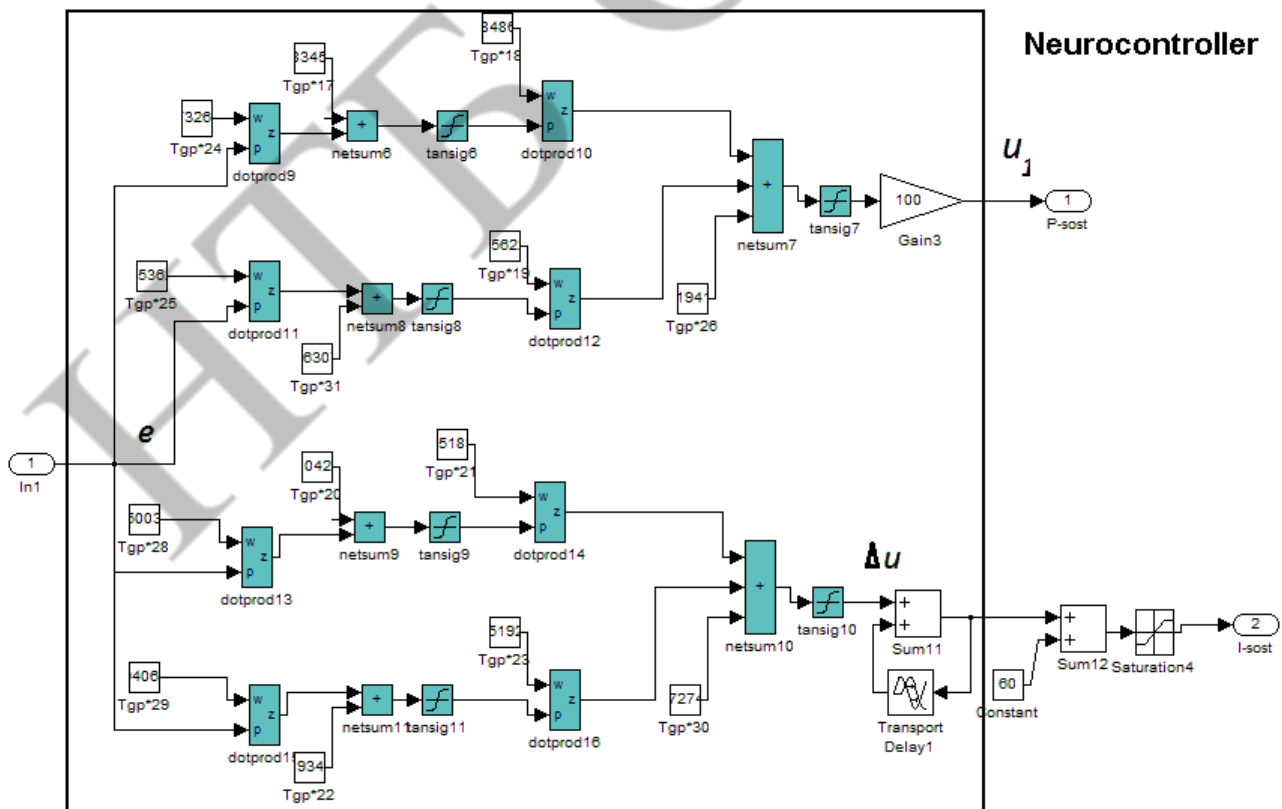 Neurocontroller
3486
Tgp*18
3345
Tgp*17
326
Tgp*24
w
z
p
dotprod9
+
netsum6
tansig6
w
z
p
dotprod10
+
netsum7
tansig7
100
Gain3
u1
1
P-sost
536
Tgp*25
w
z
p
dotprod11
+
netsum8
tansig8
630
Tgp*31
562
Tgp*19
w
z
p
dotprod12
1941
Tgp*26
e
1
In1
5003
Tgp*28
w
z
p
dotprod13
042
Tgp*20
+
netsum9
tansig9
518
Tgp*21
w
z
p
dotprod14
+
netsum10
tansig10
Δu
+
+
Sum11
Transport
Delay1
60
Constant
+
+
Sum12
Saturation4
2
I-sost
406
Tgp*29
w
z
p
dotprod15
+
netsum11
tansig11
934
Tgp*22
5192
Tgp*23
w
z
p
dotprod16
7274
Tgp*30
НТБ